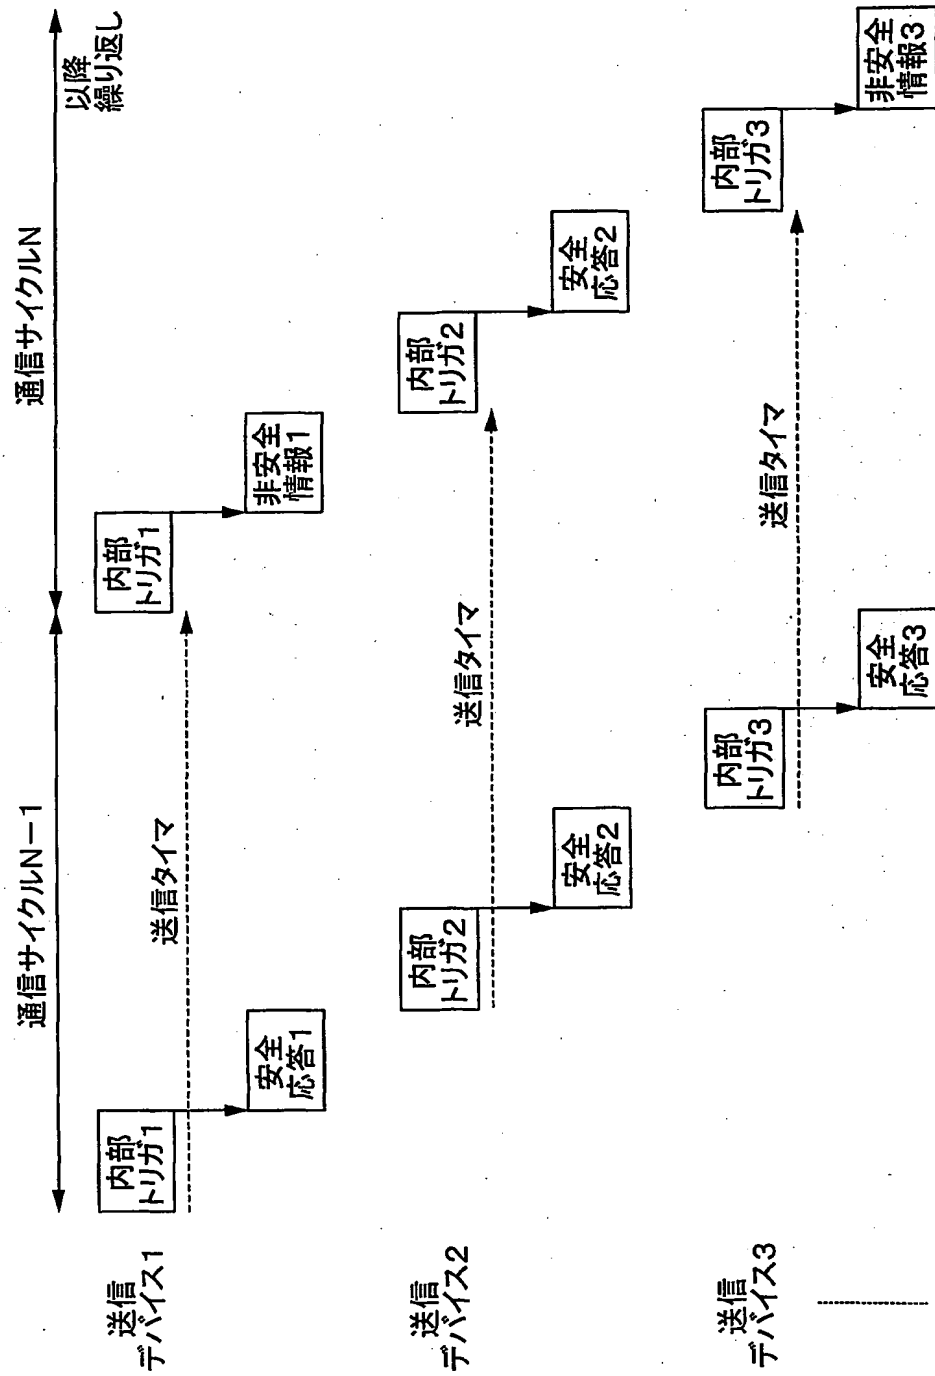 通信サイクルN－1
通信サイクルN
以降
繰り返し
送信
デバイス1
内部
トリガ1
安全
応答1
送信タイマ
内部
トリガ1
非安全
情報1
送信
デバイス2
内部
トリガ2
安全
応答2
送信タイマ
内部
トリガ2
安全
応答2
送信
デバイス3
内部
トリガ3
安全
応答3
送信タイマ
内部
トリガ3
非安全
情報3